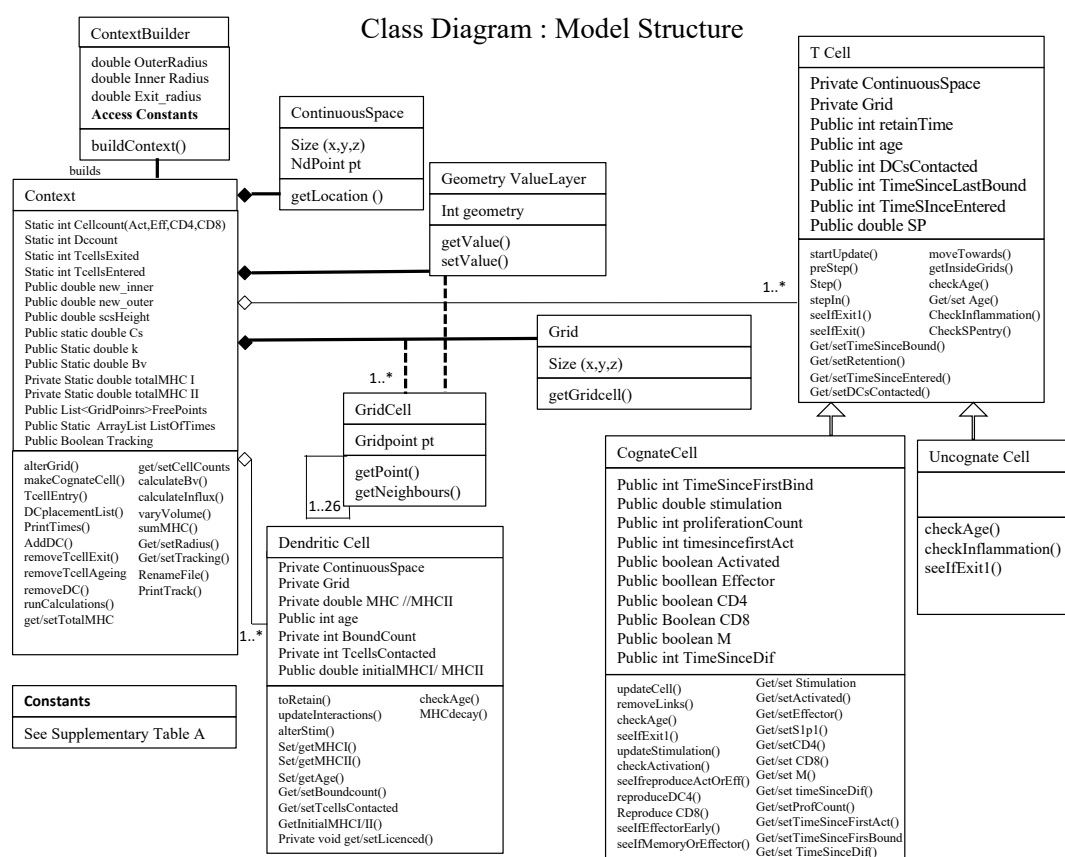 Class Diagram : Model Structure
ContextBuilder
double OuterRadius
double Inner Radius
double Exit_radius
Access Constants
buildContext()
builds
Context
Static int Cellcount(Act,Eff,CD4,CD8)
Static int Dccount
Static int TcellsExited
Static int TcellsEntered
Public double new_inner
Public double new_outer
Public double scsHeight
Public static double Cs
Public Static double k
Public Static double Bv
Private Static double totalMHC I
Private Static double totalMHC II
Public List<GridPoinrs>FreePoints
Public Static ArrayList ListOfTimes
Public Boolean Tracking
alterGrid()
makeCognateCell()
TcellEntry()
DCplacementList()
PrintTimes()
AddDC()
removeTcellExit()
removeTcellAgeing
removeDC()
runCalculations()
get/setTotalMHC
get/setCellCounts
calculateBv()
calculateInflux()
varyVolume()
sumMHC()
Get/setRadius()
Get/setTracking()
RenameFile()
PrintTrack()
Constants
See Supplementary Table A
ContinuousSpace
Size (x,y,z)
NdPoint pt
getLocation ()
Geometry ValueLayer
Int geometry
getValue()
setValue()
1..*
Grid
Size (x,y,z)
getGridcell()
1..*
GridCell
Gridpoint pt
getPoint()
getNeighbours()
1..26
1..*
Dendritic Cell
Private ContinuousSpace
Private Grid
Private double MHC //MHCII
Public int age
Private int BoundCount
Private int TcellsContacted
Public double initialMHCI/ MHCII
toRetain()
updateInteractions()
alterStim()
Set/getMHCI()
Set/getMHCII()
Set/getAge()
Get/setBoundcount()
Get/setTcellsContacted
GetInitialMHCI/II()
Private void get/setLicenced()
checkAge()
MHCdecay()
T Cell
Private ContinuousSpace
Private Grid
Public int retainTime
Public int age
Public int DCsContacted
Public int TimeSinceLastBound
Public int TimeSInceEntered
Public double SP
startUpdate()
preStep()
Step()
stepIn()
seeIfExit1()
seeIfExit()
Get/setTimeSinceBound()
Get/setRetention()
Get/setTimeSinceEntered()
Get/setDCsContacted()
moveTowards()
getInsideGrids()
checkAge()
Get/set Age()
CheckInflammation()
CheckSPentry()
CognateCell
Public int TimeSinceFirstBind
Public double stimulation
Public int proliferationCount
Public int timesincefirstAct
Public boolean Activated
Public boollean Effector
Public boolean CD4
Public Boolean CD8
Public boolean M
Public int TimeSinceDif
updateCell()
removeLinks()
checkAge()
seeIfExit1()
updateStimulation()
checkActivation()
seeIfreproduceActOrEff()
reproduceDC4()
Reproduce CD8()
seeIfEffectorEarly()
seeIfMemoryOrEffector()
Get/set Stimulation
Get/setActivated()
Get/setEffector()
Get/setS1p1()
Get/setCD4()
Get/set CD8()
Get/set M()
Get/set timeSinceDif()
Get/setProfCount()
Get/setTimeSinceFirstAct()
Get/setTimeSinceFirsBound
Get/set TimeSinceDif()
Uncognate Cell
checkAge()
checkInflammation()
seeIfExit1()